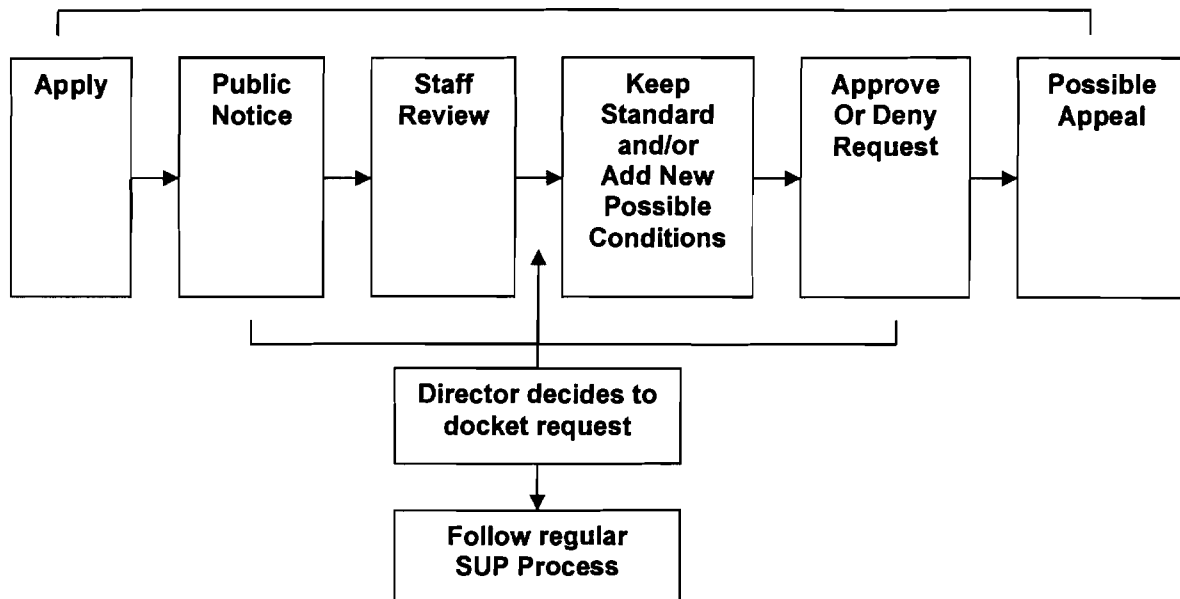 Apply
Public
Notice
Staff
Review
Keep
Standard
and/or
Add New
Possible
Conditions
Approve
Or Deny
Request
Possible
Appeal
Director decides to
docket request
Follow regular
SUP Process